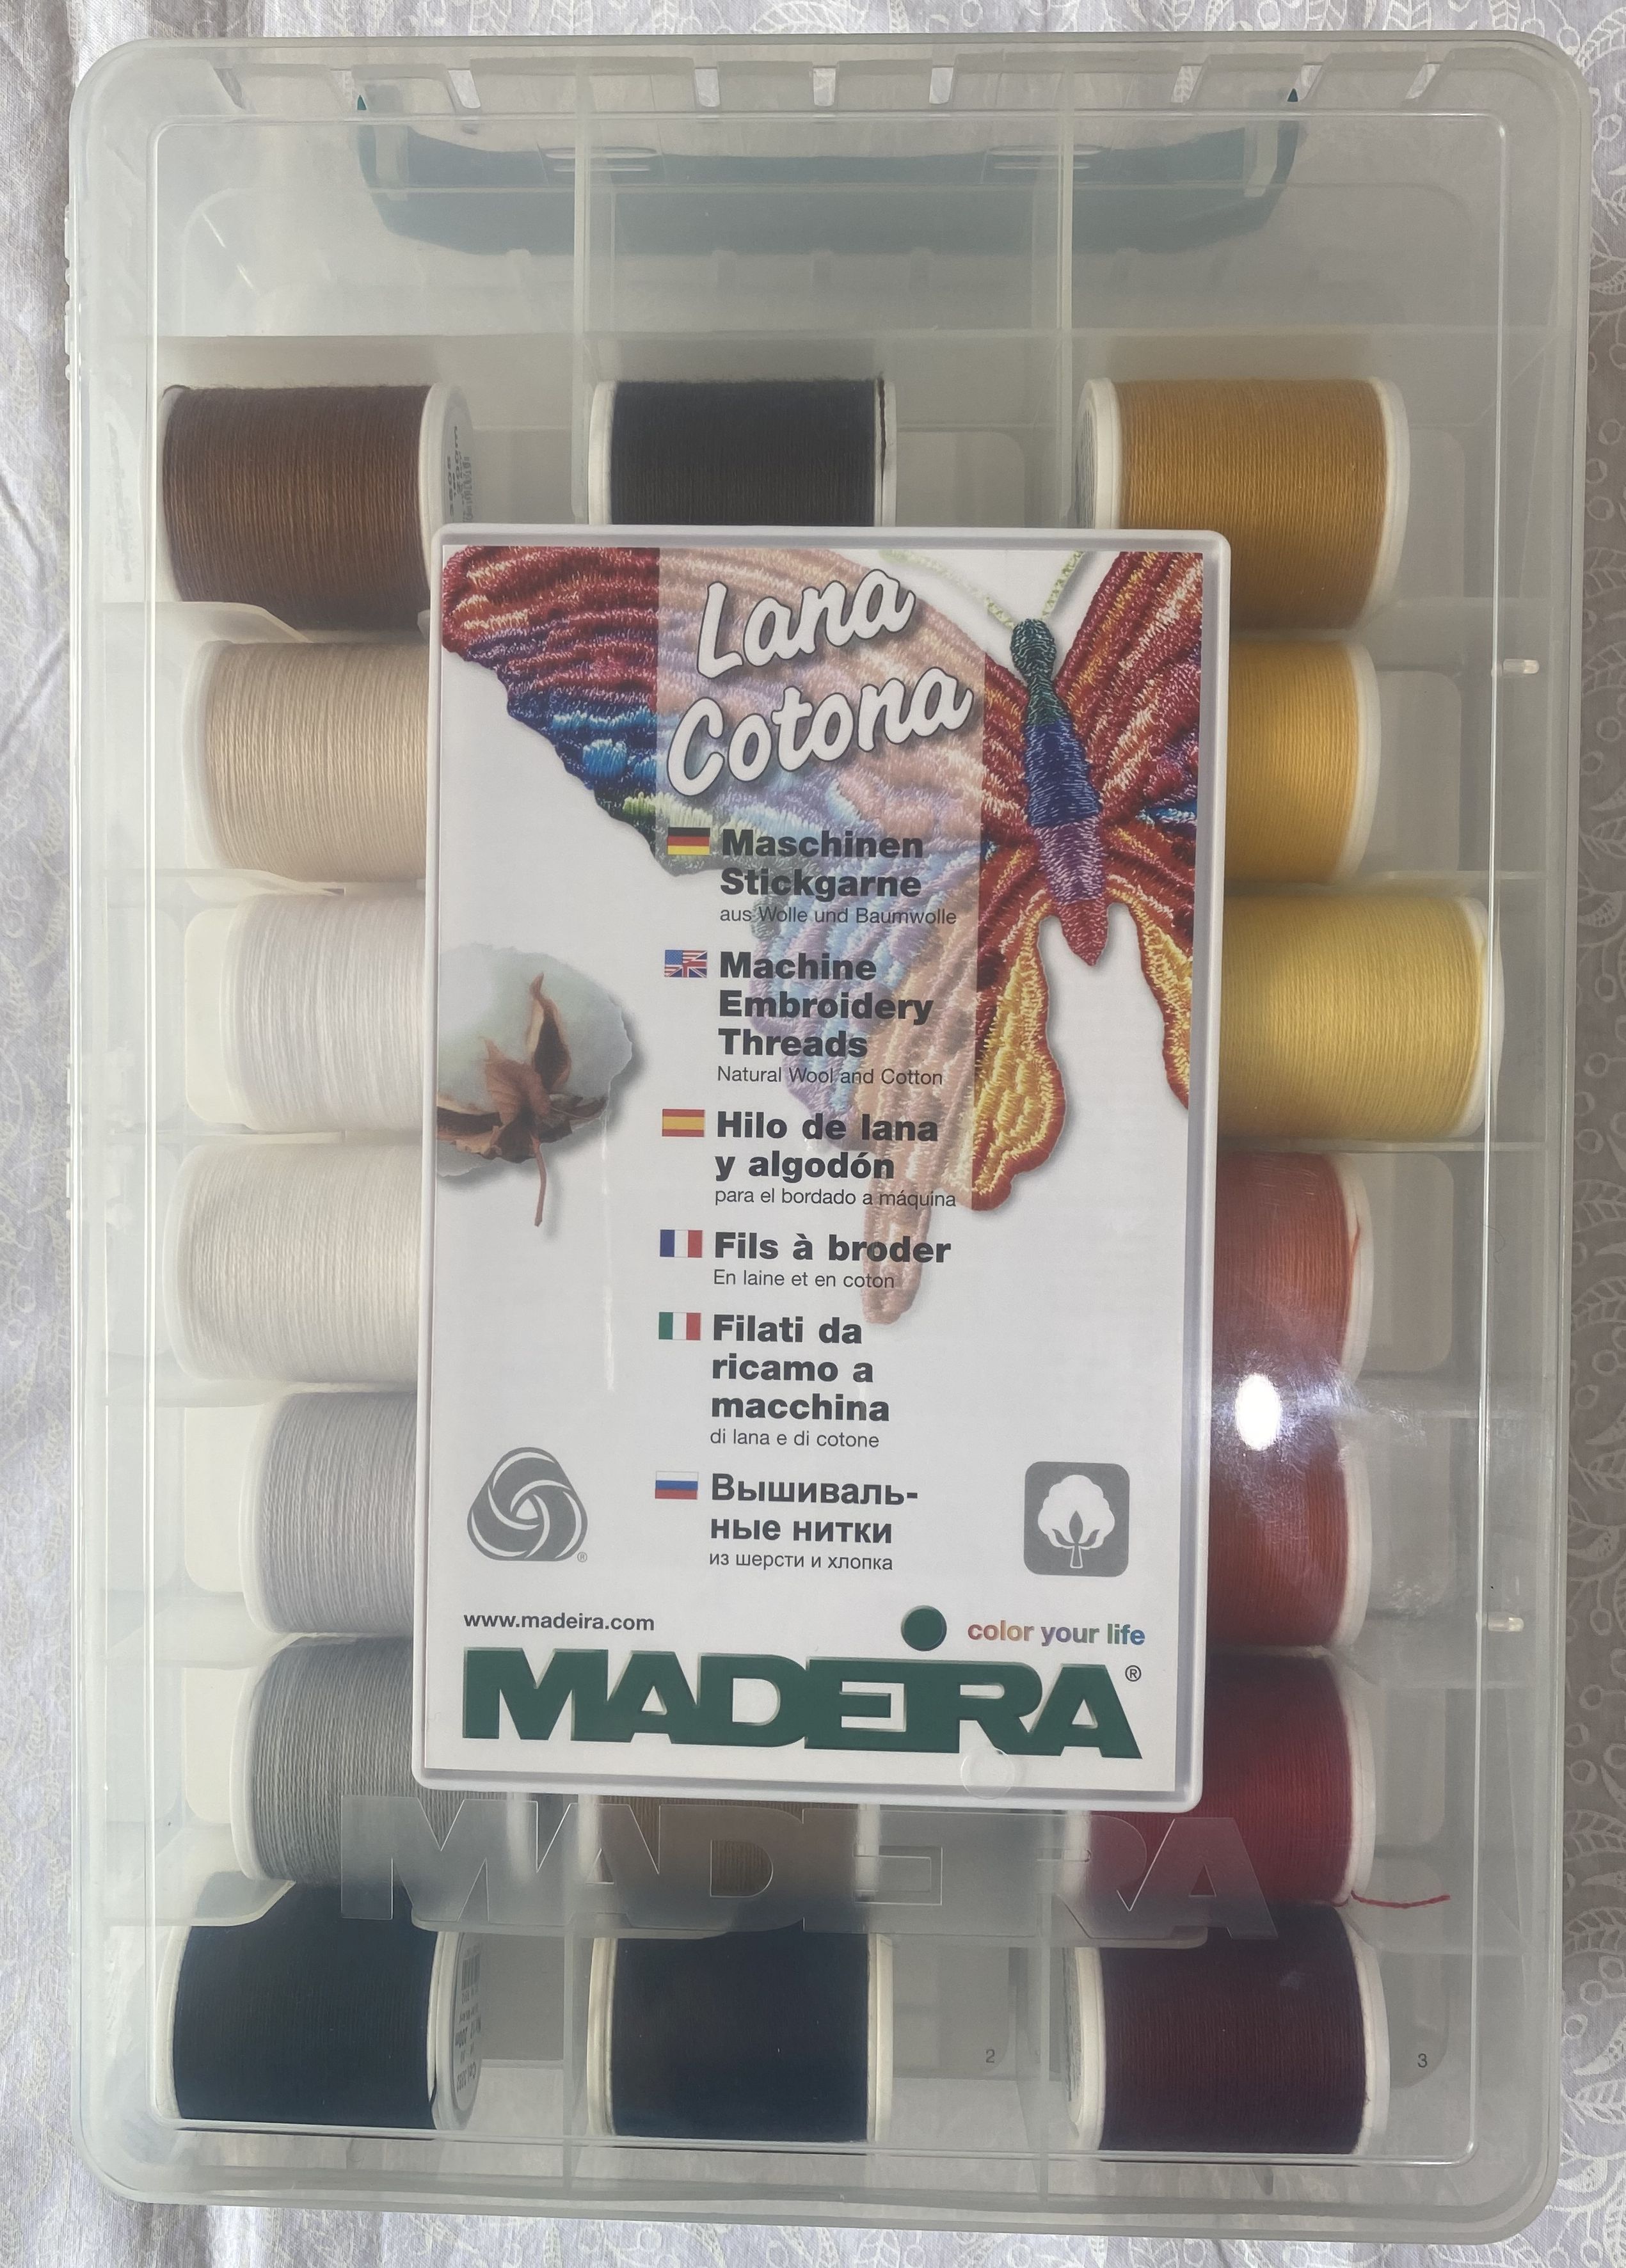 Lana
Cotona
Maschinen
Stickgarne
aus Wolle und Baumwolle
Machine
Embroidery
Threads
Natural Wool and Cotton
Hilo de lana
y algodón
para el bordado a máquina
Fils à broder
En laine et en coton
Filati da
ricamo a
macchina
di lana e di cotone
Вышиваль-
ные нитки
из шерсти и хлопка
®
www.madeira.com
color your life
MADEIRA®
MADEIRA
2
3